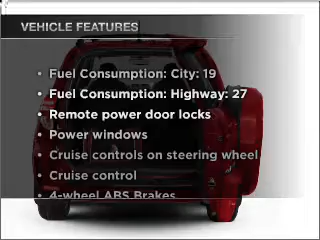 VEHICLE FEATURES
• Fuel Consumption: City: 19
• Fuel Consumption: Highway: 27
• Remote power door locks
• Power windows
• Cruise controls on steering wheel
• Cruise control
• 4-wheel ABS Brakes